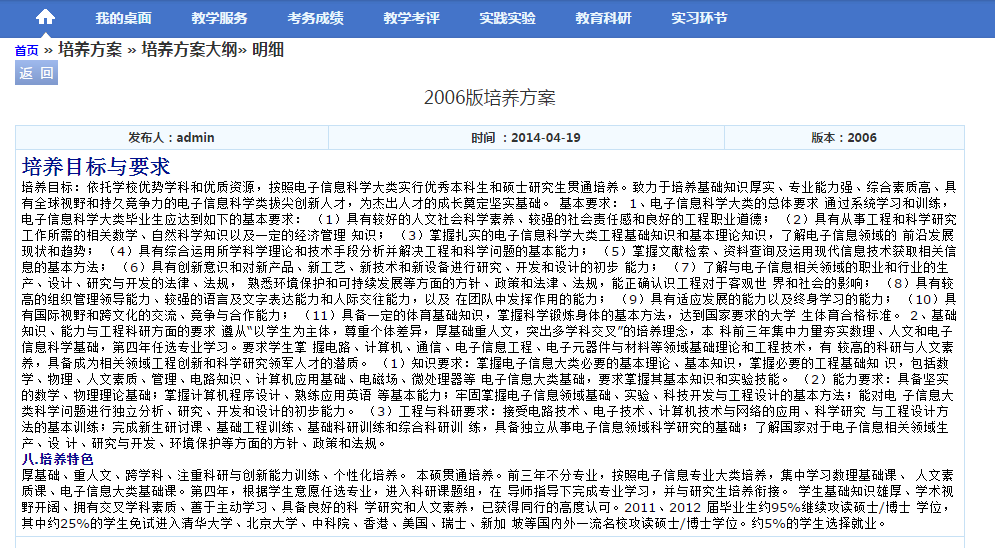 我的桌面 教学服务 考务成绩 教学考评 实践实验 教育科研 实习环节
首页 » 培养方案 » 培养方案大纲» 明细
返 回
2006版培养方案
发布人：admin 时间 ：2014-04-19 版本：2006
培养目标与要求
培养目标：依托学校优势学科和优质资源，按照电子信息科学大类实行优秀本科生和硕士研究生贯通培养。致力于培养基础知识厚实、专业能力强、综合素质高、具
有全球视野和持久竞争力的电子信息科学类拔尖创新人才，为杰出人才的成长奠定坚实基础。 基本要求： 1、电子信息科学大类的总体要求 通过系统学习和训练，
电子信息科学大类毕业生应达到如下的基本要求： （1）具有较好的人文社会科学素养、较强的社会责任感和良好的工程职业道德； （2）具有从事工程和科学研究
工作所需的相关数学、自然科学知识以及一定的经济管理 知识； （3）掌握扎实的电子信息科学大类工程基础知识和基本理论知识，了解电子信息领域的 前沿发展
现状和趋势； （4）具有综合运用所学科学理论和技术手段分析并解决工程和科学问题的基本能力； （5）掌握文献检索、资料查询及运用现代信息技术获取相关信
息的基本方法； （6）具有创新意识和对新产品、新工艺、新技术和新设备进行研究、开发和设计的初步 能力； （7）了解与电子信息相关领域的职业和行业的生
产、设计、研究与开发的法律、法规， 熟悉环境保护和可持续发展等方面的方针、政策和法津、法规，能正确认识工程对于客观世 界和社会的影响； （8）具有较
高的组织管理领导能力、较强的语言及文字表达能力和人际交往能力，以及 在团队中发挥作用的能力； （9）具有适应发展的能力以及终身学习的能力； （10）具
有国际视野和跨文化的交流、竞争与合作能力； （11）具备一定的体育基础知识，掌握科学锻炼身体的基本方法，达到国家要求的大学 生体育合格标准。 2、基础
知识、能力与工程科研方面的要求 遵从“以学生为主体，尊重个体差异，厚基础重人文，突出多学科交叉”的培养理念，本 科前三年集中力量夯实数理、人文和电子
信息科学基础，第四年任选专业学习。要求学生掌 握电路、计算机、通信、电子信息工程、电子元器件与材料等领域基础理论和工程技术，有 较高的科研与人文素
养，具备成为相关领域工程创新和科学研究领军人才的潜质。 （1）知识要求：掌握电子信息大类必要的基本理论、基本知识，掌握必要的工程基础知 识，包括数
学、物理、人文素质、管理、电路知识、计算机应用基础、电磁场、微处理器等 电子信息大类基础，要求掌握其基本知识和实验技能。 （2）能力要求：具备坚实
的数学、物理理论基础；掌握计算机程序设计、熟练应用英语 等基本能力；牢固掌握电子信息领域基础、实验、科技开发与工程设计的基本方法；能对电 子信息大
类科学问题进行独立分析、研究、开发和设计的初步能力。 （3）工程与科研要求：接受电路技术、电子技术、计算机技术与网络的应用、科学研究 与工程设计方
法的基本训练；完成新生研讨课、基础工程训练、基础科研训练和综合科研训 练，具备独立从事电子信息领域科学研究的基础；了解国家对于电子信息相关领域生
产、设 计、研究与开发、环境保护等方面的方针、政策和法规。
八.培养特色
厚基础、重人文、跨学科、注重科研与创新能力训练、个性化培养。 本硕贯通培养。前三年不分专业，按照电子信息专业大类培养，集中学习数理基础课、 人文素
质课、电子信息大类基础课。第四年，根据学生意愿任选专业，进入科研课题组，在 导师指导下完成专业学习，并与研究生培养衔接。 学生基础知识雄厚、学术视
野开阔、拥有交叉学科素质、善于主动学习、具备良好的科 学研究和人文素养，已获得同行的高度认可。2011、2012 届毕业生约95%继续攻读硕士/博士 学位，
其中约25%的学生免试进入清华大学、北京大学、中科院、香港、美国、瑞士、新加 坡等国内外一流名校攻读硕士/博士学位。约5%的学生选择就业。